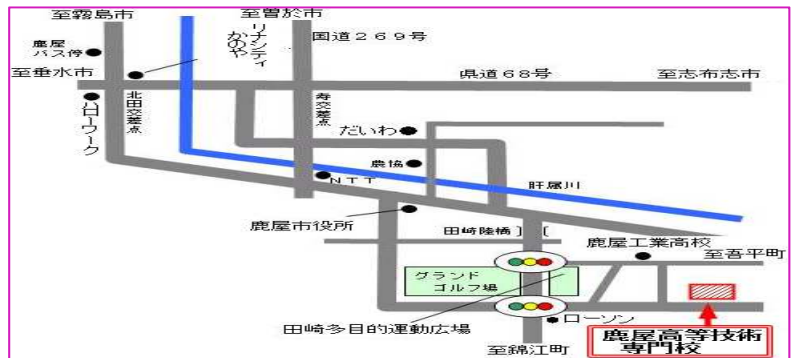 至霧島市
至曽於市
リナシティ
かのや
国道269号
鹿屋
バス停
至垂水市
県道68号
至志布志市
ハローワーク
北田交差点
寿交差点
だいわ
農協
NTT
肝属川
鹿屋市役所
田崎陸橋
鹿屋工業高校
至吾平町
グランド
ゴルフ場
田崎多目的運動広場
ローソン
至錦江町
鹿屋高等技術
専門校